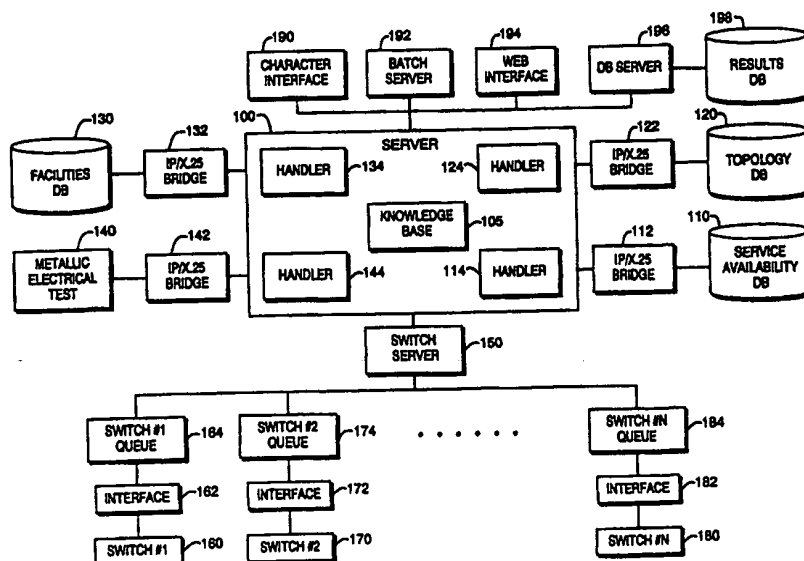 190
192
194
196
198
CHARACTER
INTERFACE
BATCH
SERVER
WEB
INTERFACE
DB SERVER
RESULTS
DB
130
132
100
SERVER
122
120
FACILITIES
DB
IP/X.25
BRIDGE
HANDLER
134
124
HANDLER
IP/X.25
BRIDGE
TOPOLOGY
DB
KNOWLEDGE
BASE
105
140
142
112
110
METALLIC
ELECTRICAL
TEST
IP/X.25
BRIDGE
HANDLER
144
114
HANDLER
IP/X.25
BRIDGE
SERVICE
AVAILABILITY
DB
SWITCH
SERVER
150
SWITCH #1
QUEUE
164
SWITCH #2
QUEUE
174
SWITCH #N
QUEUE
184
INTERFACE
162
INTERFACE
172
INTERFACE
182
SWITCH #1
160
SWITCH #2
170
SWITCH #N
180